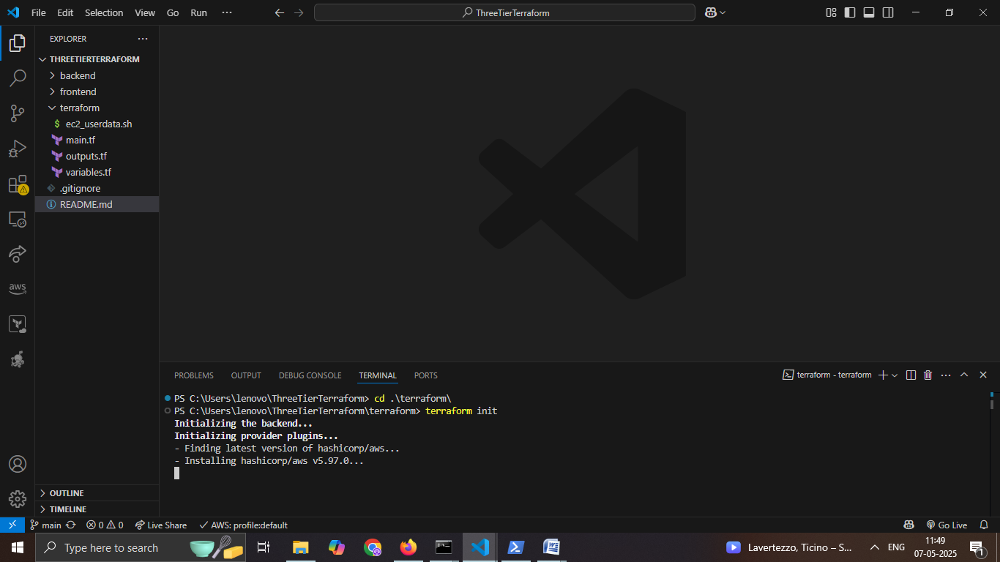 File Edit Selection View Go Run ···
ThreeTierTerraform
EXPLORER
THREETIERTERRAFORM
backend
frontend
terraform
$ ec2_userdata.sh
main.tf
outputs.tf
variables.tf
.gitignore
README.md
OUTLINE
TIMELINE
aws
PROBLEMS OUTPUT DEBUG CONSOLE TERMINAL PORTS
terraform - terraform
PS C:\Users\lenovo\ThreeTierTerraform> cd .\terraform\
PS C:\Users\lenovo\ThreeTierTerraform\terraform> terraform init
Initializing the backend...
Initializing provider plugins...
- Finding latest version of hashicorp/aws...
- Installing hashicorp/aws v5.97.0...
main 0 0 Live Share AWS: profile:default Go Live
Type here to search
Lavertezzo, Ticino – S...
ENG
11:49
07-05-2025
1